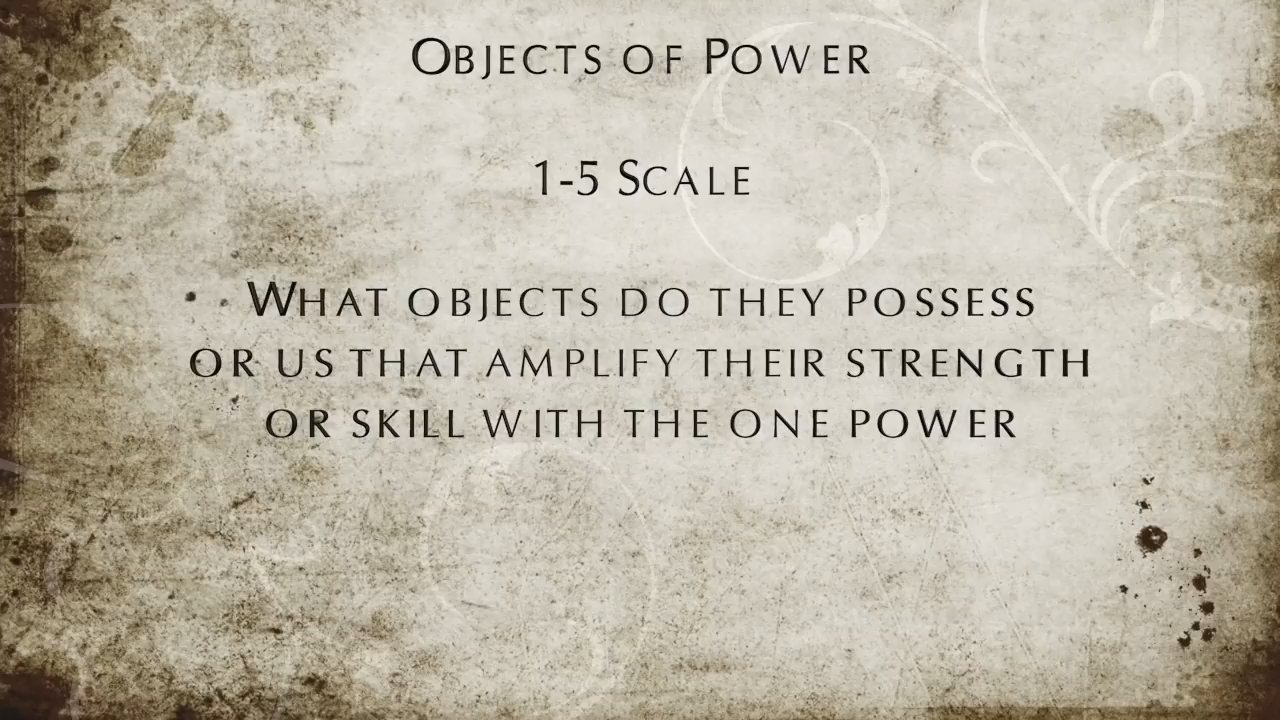 Objects of Power
1-5 Scale
What objects do they possess
or us that amplify their strength
or skill with the One Power